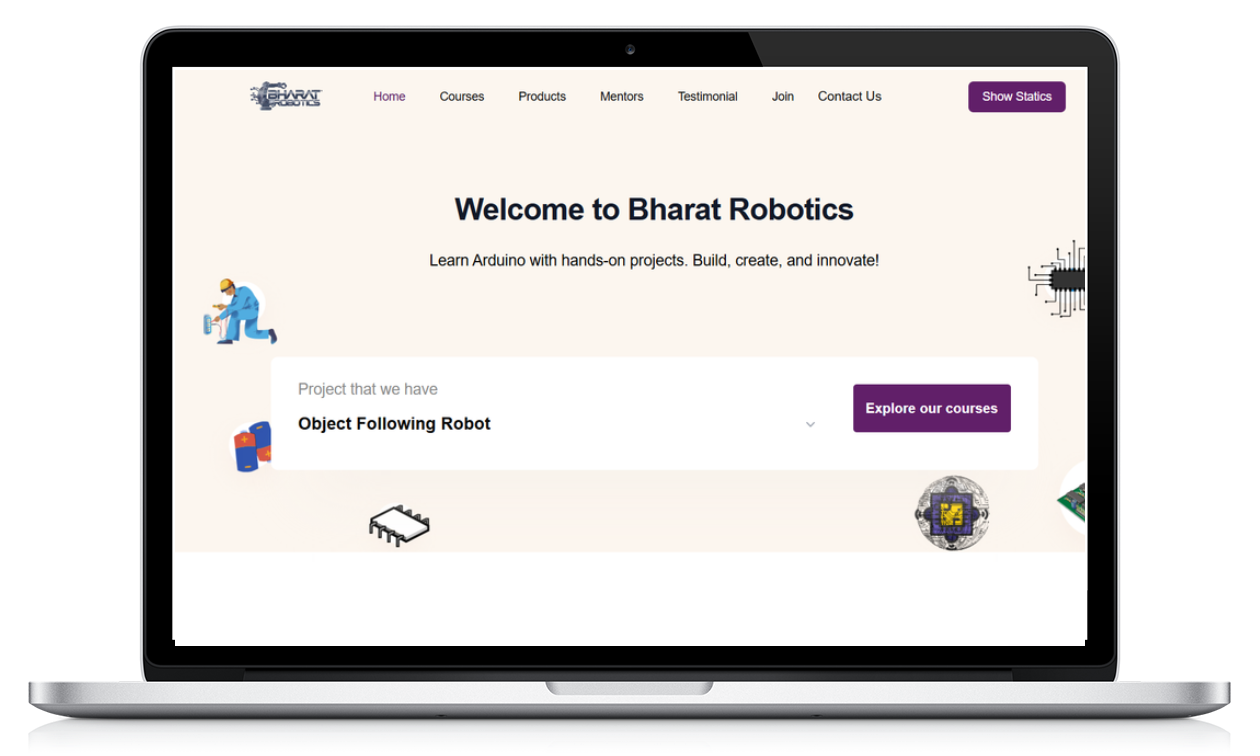 BHARAT
ROBOTICS
Home Courses Products Mentors Testimonial Join Contact Us Show Statics
Welcome to Bharat Robotics
Learn Arduino with hands-on projects. Build, create, and innovate!
Project that we have
Object Following Robot
Explore our courses